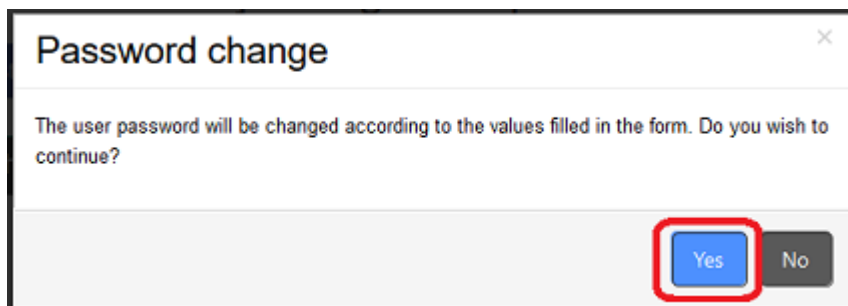 Password change
The user password will be changed according to the values filled in the form. Do you wish to
continue?
Yes No